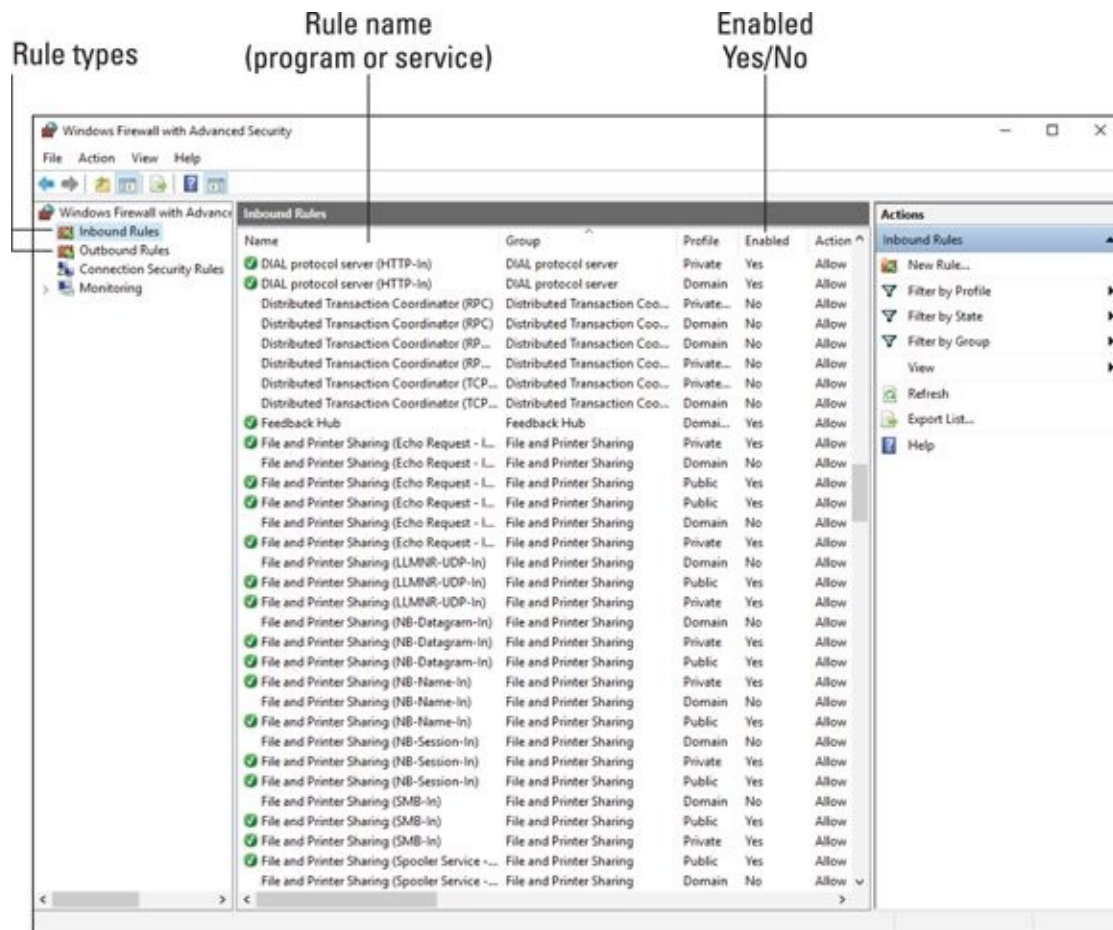 Rule types
Rule name
(program or service)
Enabled
Yes/No
Windows Firewall with Advanced Security
File Action View Help
Windows Firewall with Advance
Inbound Rules
Outbound Rules
Connection Security Rules
Monitoring
Inbound Rules
Name Group Profile Enabled Action
DIAL protocol server (HTTP-In) DIAL protocol server Private Yes Allow
DIAL protocol server (HTTP-In) DIAL protocol server Domain Yes Allow
Distributed Transaction Coordinator (RPC) Distributed Transaction Coo... Private... No Allow
Distributed Transaction Coordinator (RPC) Distributed Transaction Coo... Domain No Allow
Distributed Transaction Coordinator (RP... Distributed Transaction Coo... Domain No Allow
Distributed Transaction Coordinator (RP... Distributed Transaction Coo... Private... No Allow
Distributed Transaction Coordinator (TCP... Distributed Transaction Coo... Private... No Allow
Distributed Transaction Coordinator (TCP... Distributed Transaction Coo... Domain No Allow
Feedback Hub Feedback Hub Domai... Yes Allow
File and Printer Sharing (Echo Request - I... File and Printer Sharing Private Yes Allow
File and Printer Sharing (Echo Request - I... File and Printer Sharing Domain No Allow
File and Printer Sharing (Echo Request - I... File and Printer Sharing Public Yes Allow
File and Printer Sharing (Echo Request - I... File and Printer Sharing Public Yes Allow
File and Printer Sharing (Echo Request - I... File and Printer Sharing Domain No Allow
File and Printer Sharing (Echo Request - I... File and Printer Sharing Private Yes Allow
File and Printer Sharing (LLMNR-UDP-In) File and Printer Sharing Domain No Allow
File and Printer Sharing (LLMNR-UDP-In) File and Printer Sharing Public Yes Allow
File and Printer Sharing (LLMNR-UDP-In) File and Printer Sharing Private Yes Allow
File and Printer Sharing (NB-Datagram-In) File and Printer Sharing Domain No Allow
File and Printer Sharing (NB-Datagram-In) File and Printer Sharing Private Yes Allow
File and Printer Sharing (NB-Datagram-In) File and Printer Sharing Public Yes Allow
File and Printer Sharing (NB-Name-In) File and Printer Sharing Private Yes Allow
File and Printer Sharing (NB-Name-In) File and Printer Sharing Domain No Allow
File and Printer Sharing (NB-Name-In) File and Printer Sharing Public Yes Allow
File and Printer Sharing (NB-Session-In) File and Printer Sharing Domain No Allow
File and Printer Sharing (NB-Session-In) File and Printer Sharing Private Yes Allow
File and Printer Sharing (NB-Session-In) File and Printer Sharing Public Yes Allow
File and Printer Sharing (SMB-In) File and Printer Sharing Domain No Allow
File and Printer Sharing (SMB-In) File and Printer Sharing Public Yes Allow
File and Printer Sharing (SMB-In) File and Printer Sharing Private Yes Allow
File and Printer Sharing (Spooler Service -... File and Printer Sharing Public Yes Allow
File and Printer Sharing (Spooler Service -... File and Printer Sharing Domain No Allow
Actions
Inbound Rules
New Rule...
Filter by Profile
Filter by State
Filter by Group
View
Refresh
Export List...
Help